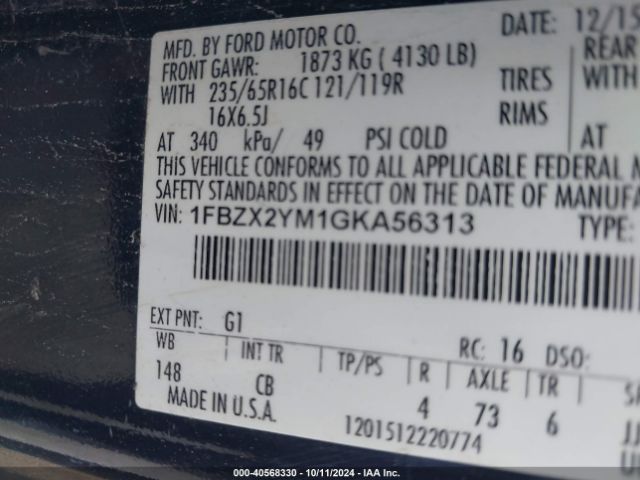 MFD. BY FORD MOTOR CO.
DATE: 12/15
FRONT GAWR: 1873 KG ( 4130 LB)
REAR
WITH 235/65R16C 121/119R TIRES WITH
16X6.5J RIMS
AT 340 kPa/ 49 PSI COLD AT
THIS VEHICLE CONFORMS TO ALL APPLICABLE FEDERAL M
SAFETY STANDARDS IN EFFECT ON THE DATE OF MANUFA
VIN: 1FBZX2YM1GKA56313 TYPE:
EXT PNT: G1 RC: 16 DSO:
WB INT TR TP/PS R AXLE TR
148 CB 4 73 6
MADE IN U.S.A. 1201512220774
00-40568330 - 10/11/2024 - IAA Inc.